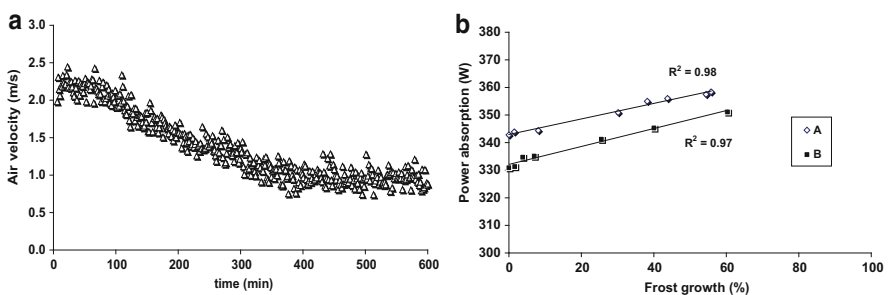 a
3.0
2.5
2.0
1.5
1.0
0.5
0.0
Air velocity (m/s)
0 100 200 300 400 500 600
time (min)
b
380
370
360
350
340
330
320
310
300
Power absorption (W)
R² = 0.98
R² = 0.97
A
B
0 20 40 60 80 100
Frost growth (%)